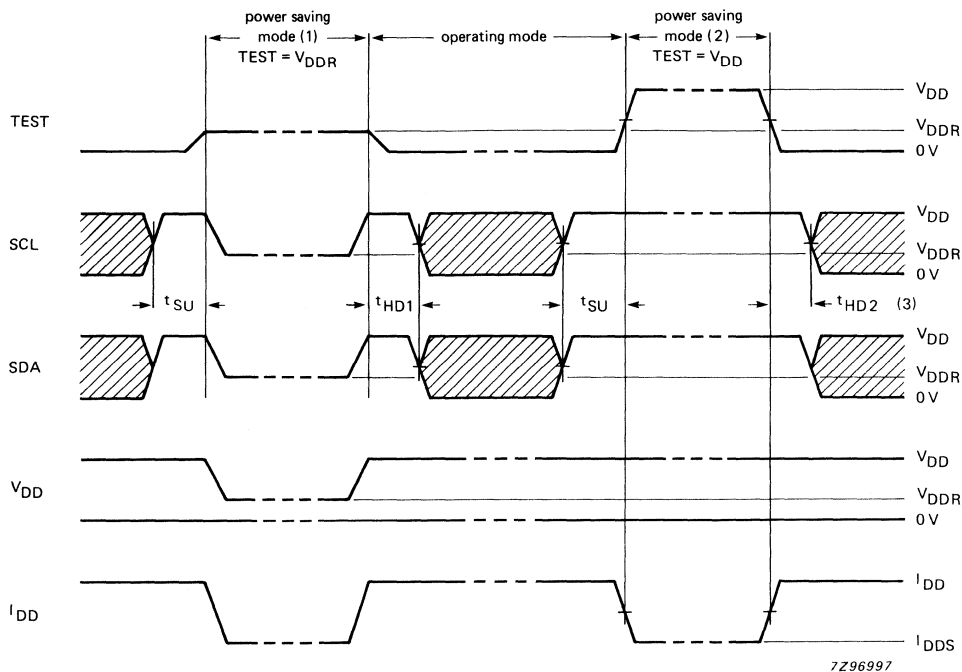 power saving
mode (1)
TEST = VDDR
operating mode
power saving
mode (2)
TEST = VDD
TEST
VDD
VDDR
0 V
SCL
VDD
VDDR
0 V
tSU
tHD1
tSU
tHD2 (3)
SDA
VDD
VDDR
0 V
VDD
VDD
VDDR
0 V
IDD
IDD
IDDS
7Z96997